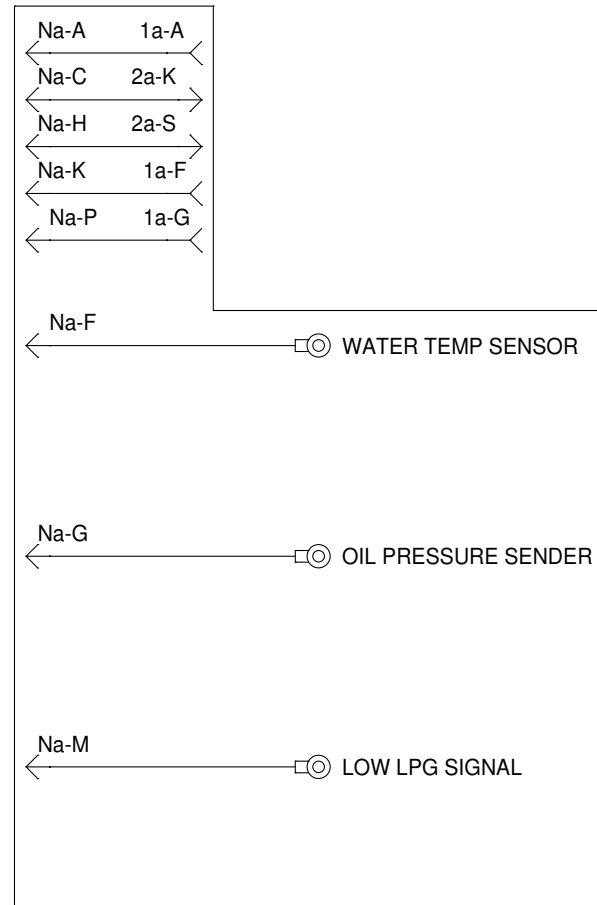 Na-A 1a-A
Na-C 2a-K
Na-H 2a-S
Na-K 1a-F
Na-P 1a-G
Na-F
WATER TEMP SENSOR
Na-G
OIL PRESSURE SENDER
Na-M
LOW LPG SIGNAL